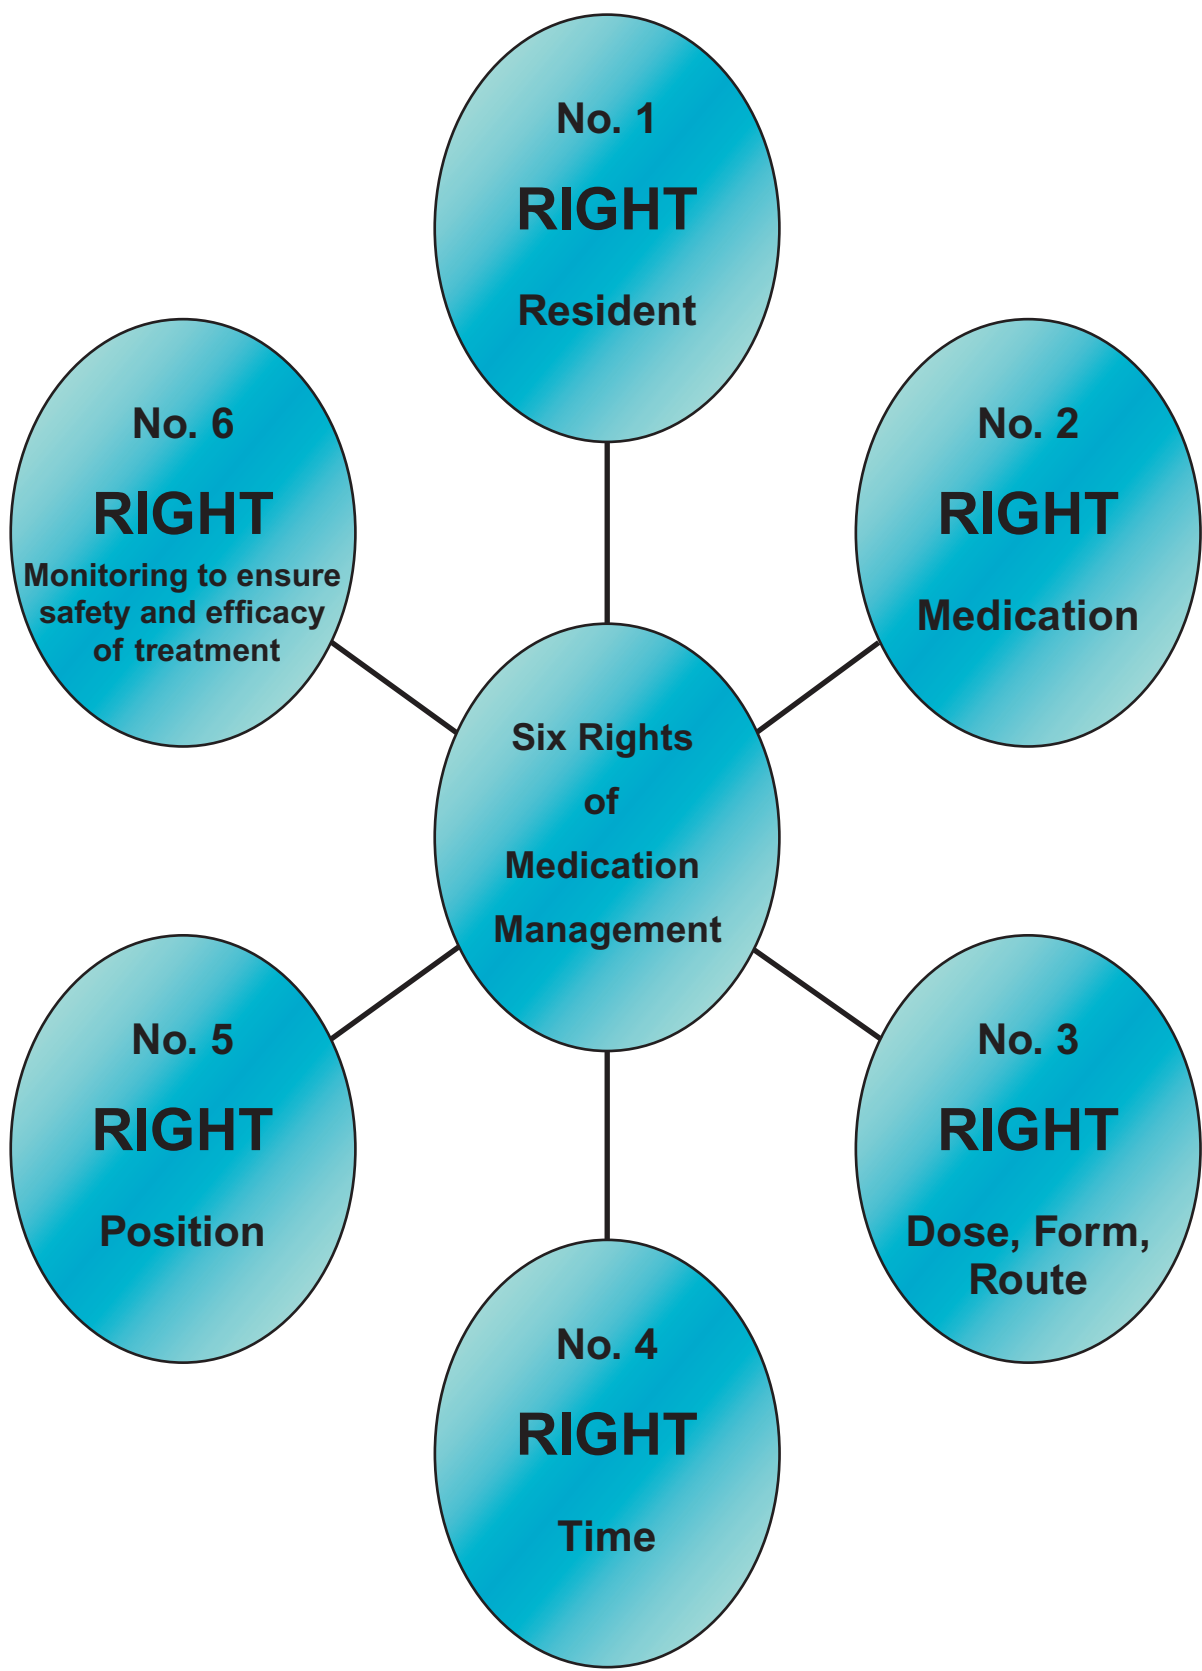 No. 1
RIGHT
Resident
No. 6
RIGHT
Monitoring to ensure
safety and efficacy
of treatment
No. 2
RIGHT
Medication
Six Rights
of
Medication
Management
No. 5
RIGHT
Position
No. 3
RIGHT
Dose, Form,
Route
No. 4
RIGHT
Time